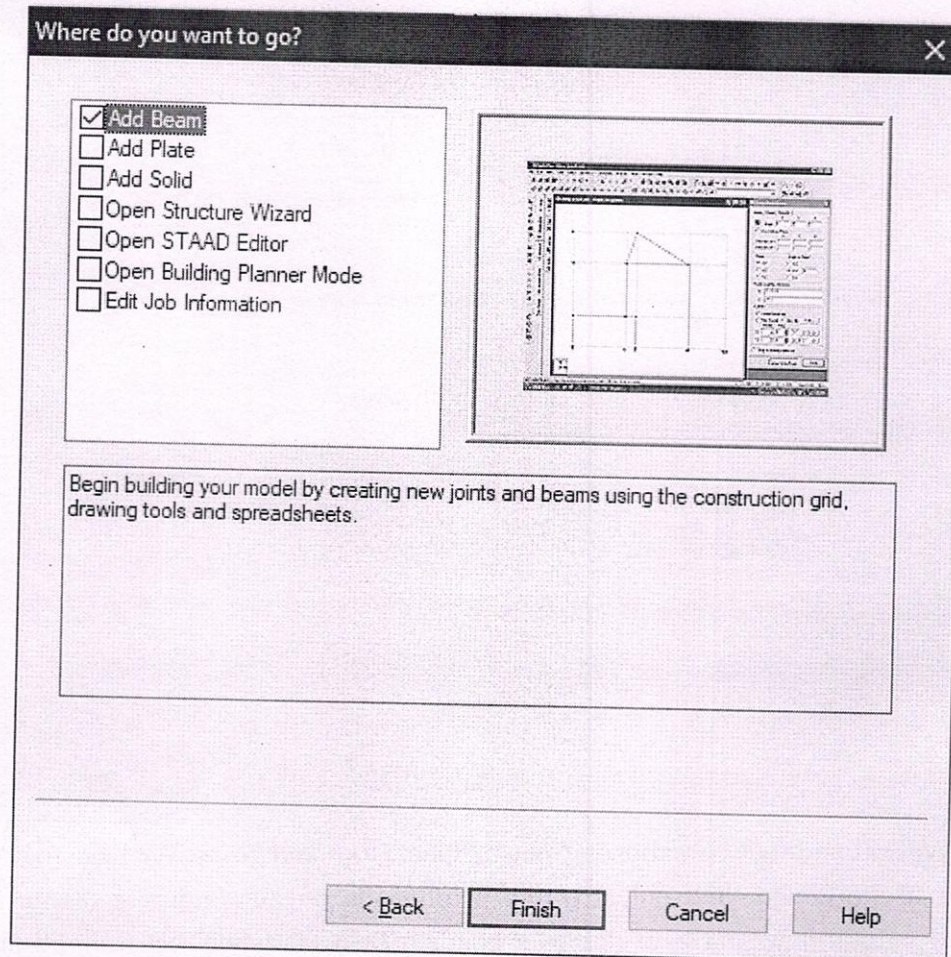 Where do you want to go?
Add Beam
Add Plate
Add Solid
Open Structure Wizard
Open STAAD Editor
Open Building Planner Mode
Edit Job Information
Begin building your model by creating new joints and beams using the construction grid,
drawing tools and spreadsheets.
< Back
Finish
Cancel
Help